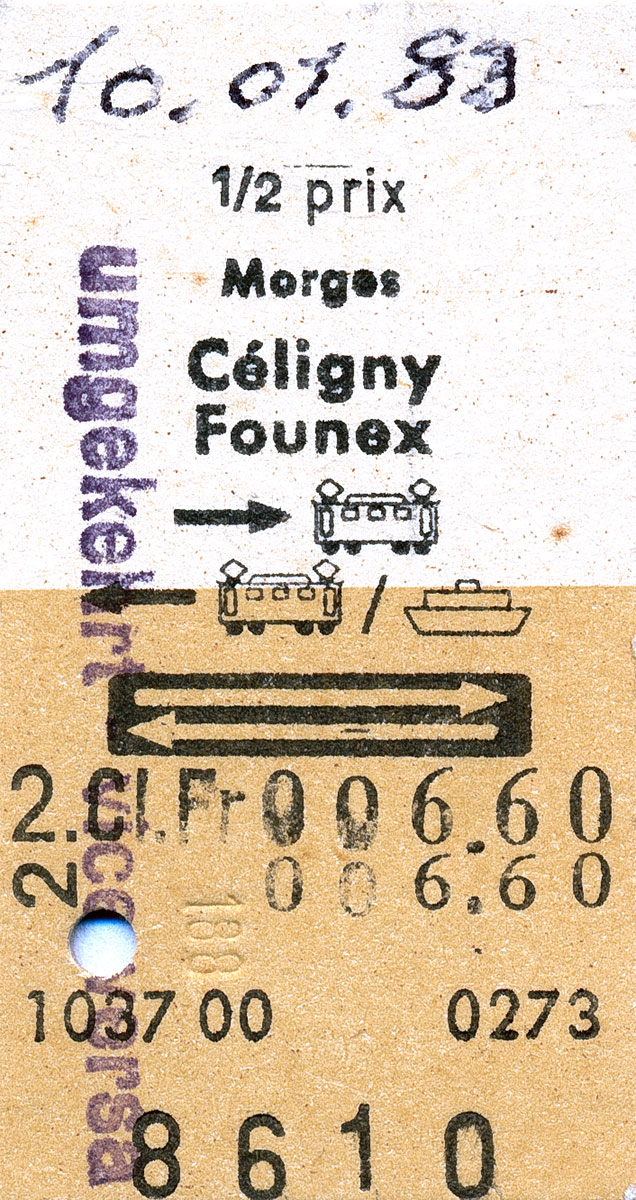 10.01.83
1/2 prix
Morges
Céligny
Founex
2.Cl.Fr 006.60
2 006.60
188
1037 00 0273
8610
umgekehrt - vice versa